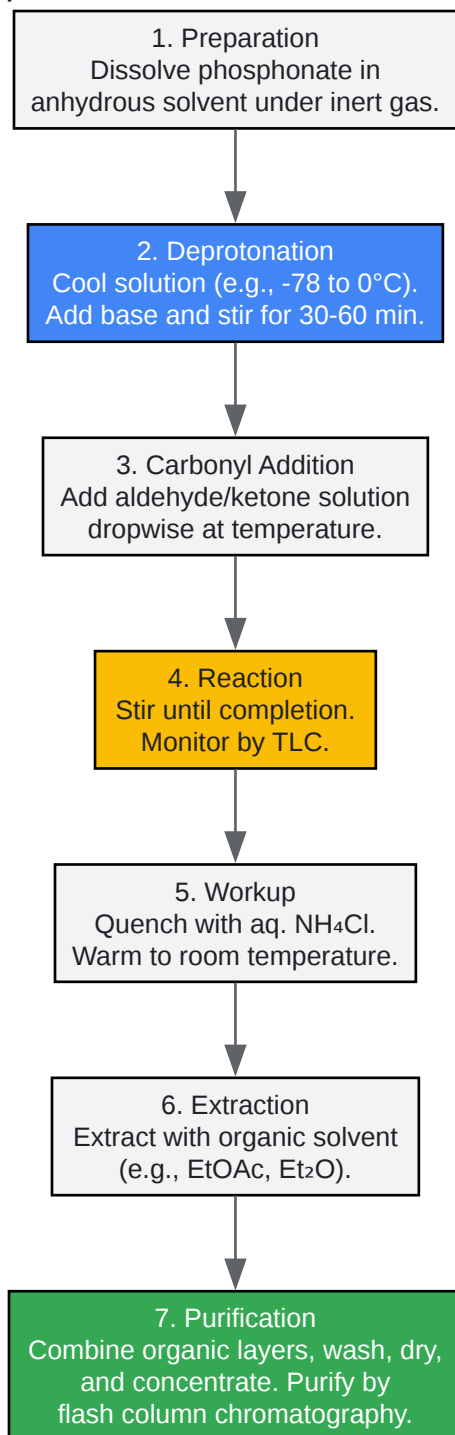 1. Preparation
Dissolve phosphonate in
anhydrous solvent under inert gas.
2. Deprotonation
Cool solution (e.g., -78 to 0°C).
Add base and stir for 30-60 min.
3. Carbonyl Addition
Add aldehyde/ketone solution
dropwise at temperature.
4. Reaction
Stir until completion.
Monitor by TLC.
5. Workup
Quench with aq. NH₄Cl.
Warm to room temperature.
6. Extraction
Extract with organic solvent
(e.g., EtOAc, Et₂O).
7. Purification
Combine organic layers, wash, dry,
and concentrate. Purify by
flash column chromatography.